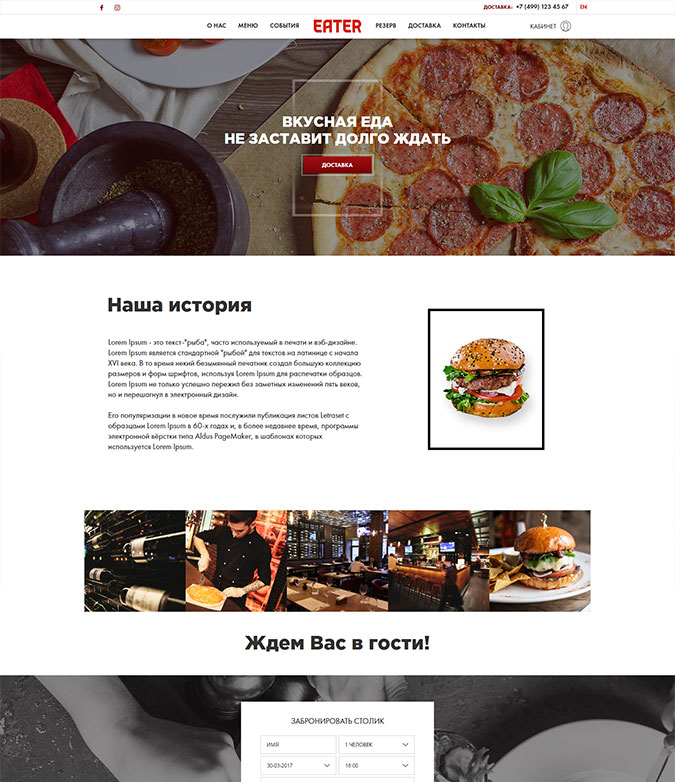 ДОСТАВКА: +7 (499) 123 45 67 EN
О НАС МЕНЮ СОБЫТИЯ EATER РЕЗЕРВ ДОСТАВКА КОНТАКТЫ КАБИНЕТ
ВКУСНАЯ ЕДА
НЕ ЗАСТАВИТ ДОЛГО ЖДАТЬ
ДОСТАВКА
Наша история
Lorem Ipsum - это текст-"рыба", часто используемый в печати и вэб-дизайне.
Lorem Ipsum является стандартной "рыбой" для текстов на латинице с начала
XVI века. В то время некий безымянный печатник создал большую коллекцию
размеров и форм шрифтов, используя Lorem Ipsum для распечатки образцов.
Lorem Ipsum не только успешно пережил без заметных изменений пять веков,
но и перешагнул в электронный дизайн.
Его популяризации в новое время послужили публикация листов Letraset с
образцами Lorem Ipsum в 60-х годах и, в более недавнее время, программы
электронной вёрстки типа Aldus PageMaker, в шаблонах которых
используется Lorem Ipsum.
Ждем Вас в гости!
ЗАБРОНИРОВАТЬ СТОЛИК
ИМЯ 1 ЧЕЛОВЕК
30-03-2017 18:00